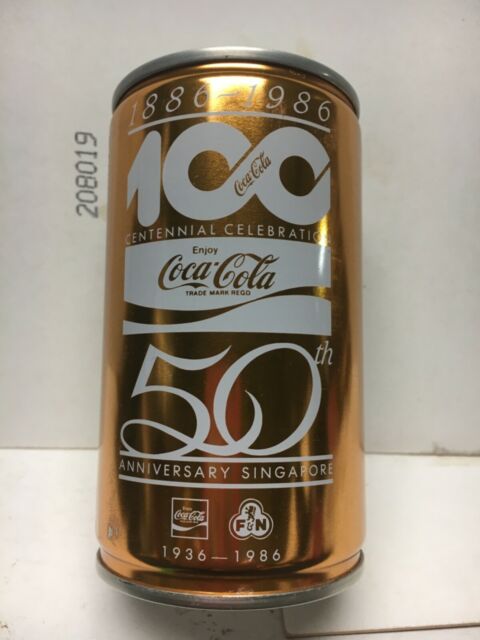 1886-1986
100
Coca-Cola
CENTENNIAL CELEBRATIO
Enjoy
Coca-Cola
TRADE MARK REGD
50th
ANNIVERSARY SINGAPORE
Enjoy
Coca-Cola
F&N
1936—1986
208019